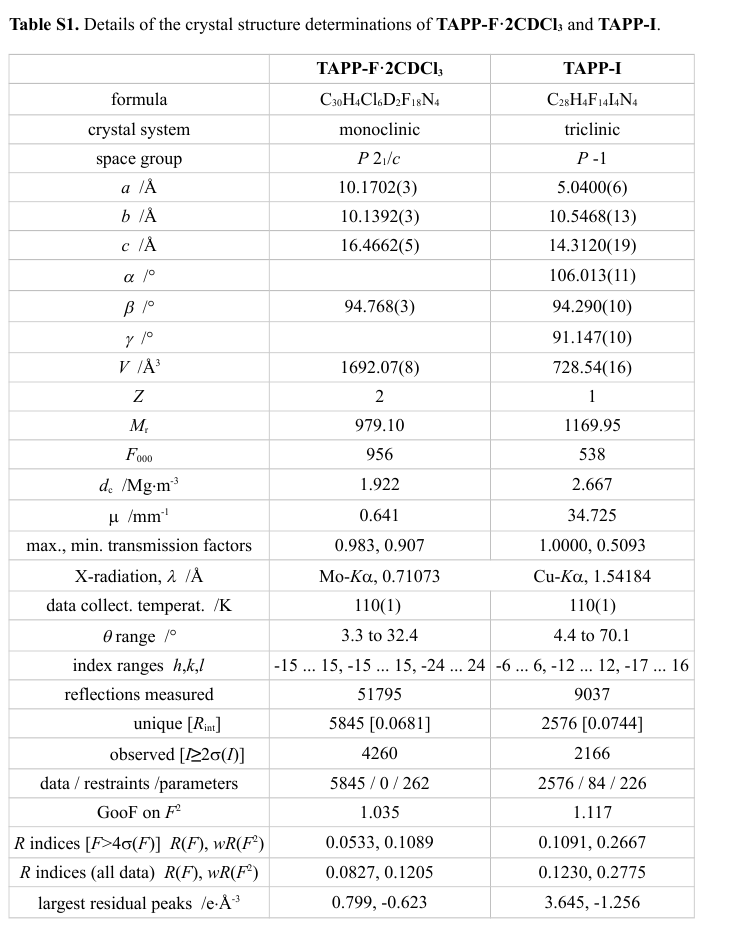 Table S1. Details of the crystal structure determinations of TAPP-F·2CDCl₃ and TAPP-I.
TAPP-F·2CDCl₃ TAPP-I
formula C₃₀H₄Cl₆D₂F₁₈N₄ C₂₈H₄F₁₄I₄N₄
crystal system monoclinic triclinic
space group P 2₁/c P -1
a /Å 10.1702(3) 5.0400(6)
b /Å 10.1392(3) 10.5468(13)
c /Å 16.4662(5) 14.3120(19)
α /° 106.013(11)
β /° 94.768(3) 94.290(10)
γ /° 91.147(10)
V /Å³ 1692.07(8) 728.54(16)
Z 2 1
Mᵣ 979.10 1169.95
F₀₀₀ 956 538
d꜀ /Mg·m⁻³ 1.922 2.667
μ /mm⁻¹ 0.641 34.725
max., min. transmission factors 0.983, 0.907 1.0000, 0.5093
X-radiation, λ /Å Mo-Kα, 0.71073 Cu-Kα, 1.54184
data collect. temperat. /K 110(1) 110(1)
θ range /° 3.3 to 32.4 4.4 to 70.1
index ranges h,k,l -15 ... 15, -15 ... 15, -24 ... 24 -6 ... 6, -12 ... 12, -17 ... 16
reflections measured 51795 9037
unique [Rint] 5845 [0.0681] 2576 [0.0744]
observed [I≥2σ(I)] 4260 2166
data / restraints /parameters 5845 / 0 / 262 2576 / 84 / 226
GooF on F² 1.035 1.117
R indices [F>4σ(F)] R(F), wR(F²) 0.0533, 0.1089 0.1091, 0.2667
R indices (all data) R(F), wR(F²) 0.0827, 0.1205 0.1230, 0.2775
largest residual peaks /e·Å⁻³ 0.799, -0.623 3.645, -1.256